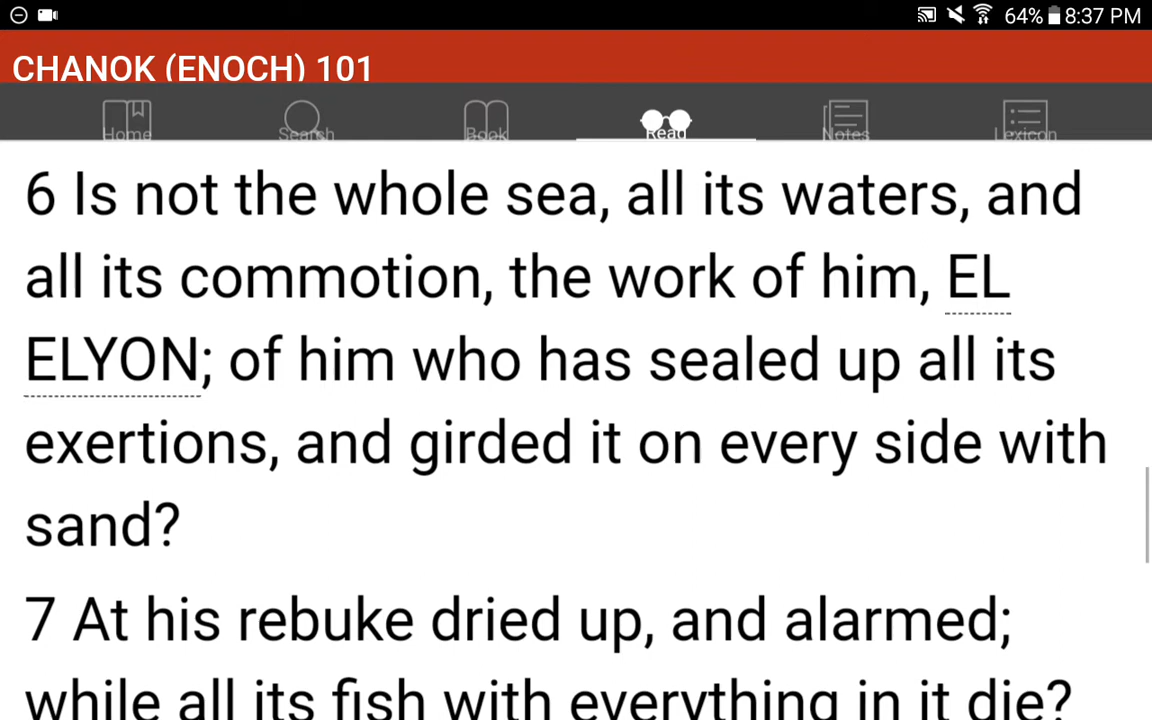 64% 8:37 PM
CHANOK (ENOCH) 101
Home Search Book Read Notes Lexicon
6 Is not the whole sea, all its waters, and
all its commotion, the work of him, EL
ELYON; of him who has sealed up all its
exertions, and girded it on every side with
sand?
7 At his rebuke dried up, and alarmed;
while all its fish with everything in it die?